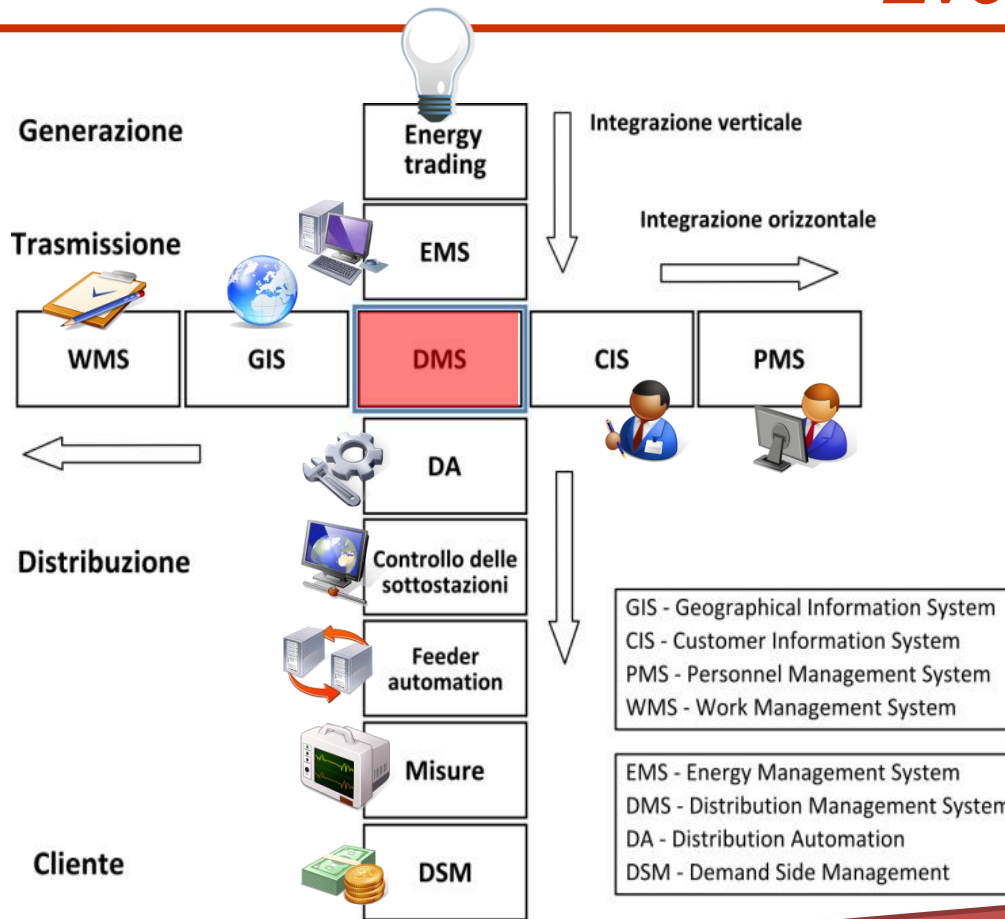 Generazione
Energy
trading
Integrazione verticale
Integrazione orizzontale
Trasmissione
EMS
WMS
GIS
DMS
CIS
PMS
DA
Distribuzione
Controllo delle
sottostazioni
Feeder
automation
Misure
Cliente
DSM
GIS - Geographical Information System
CIS - Customer Information System
PMS - Personnel Management System
WMS - Work Management System
EMS - Energy Management System
DMS - Distribution Management System
DA - Distribution Automation
DSM - Demand Side Management